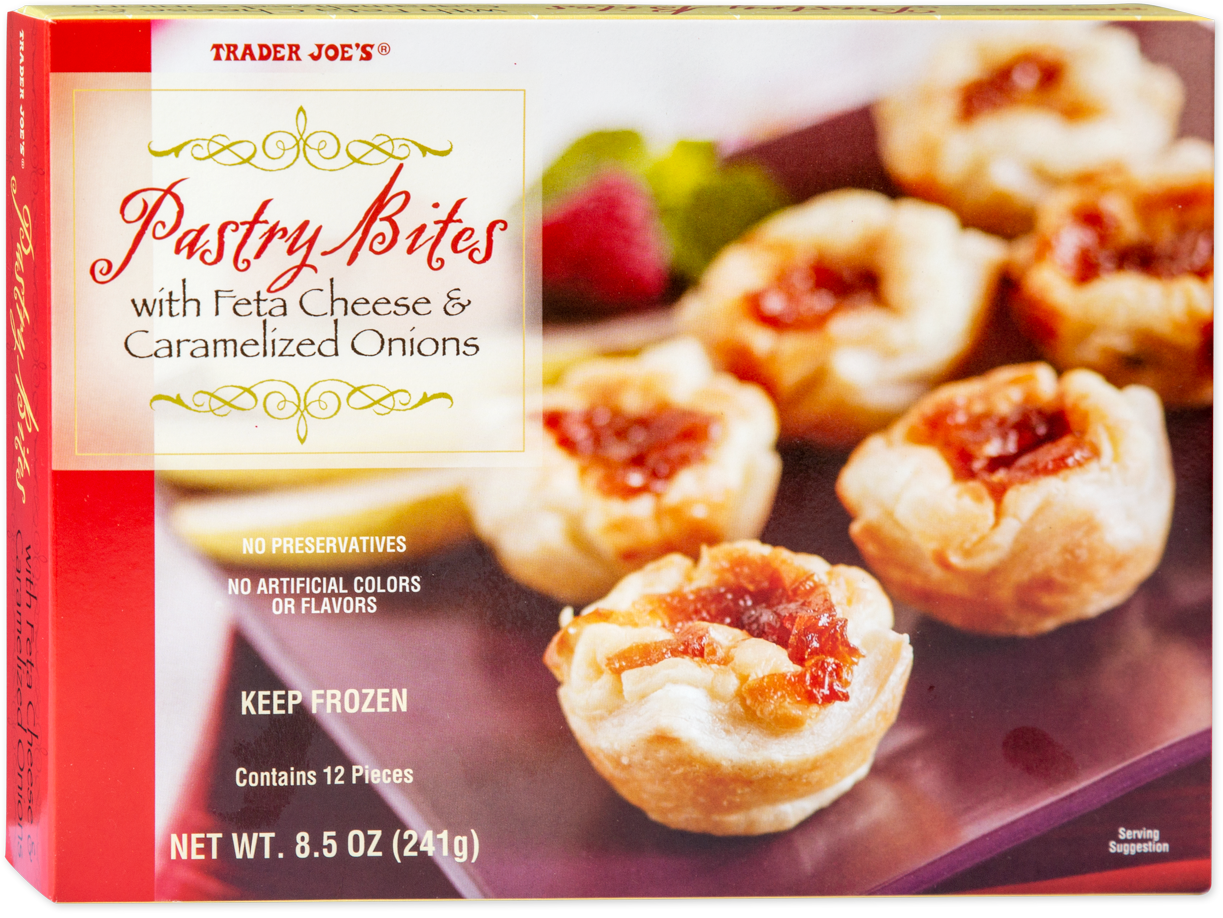 TRADER JOE'S®
Pastry Bites
with Feta Cheese &
Caramelized Onions
NO PRESERVATIVES
NO ARTIFICIAL COLORS
OR FLAVORS
KEEP FROZEN
Contains 12 Pieces
NET WT. 8.5 OZ (241g)
Serving
Suggestion
TRADER JOE'S®
Pastry Bites
with Feta Cheese &
Caramelized Onions
Pastry Bites